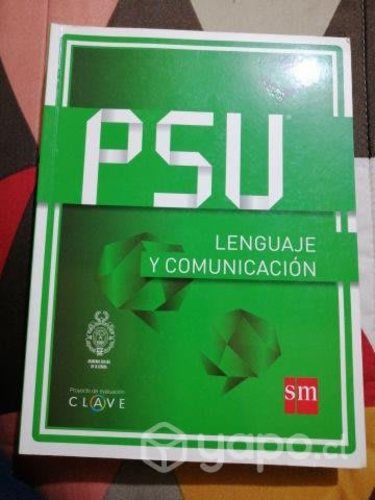 PSU
LENGUAJE
Y COMUNICACIÓN
Proyecto de evaluación
CLAVE
sm
yapo.cl